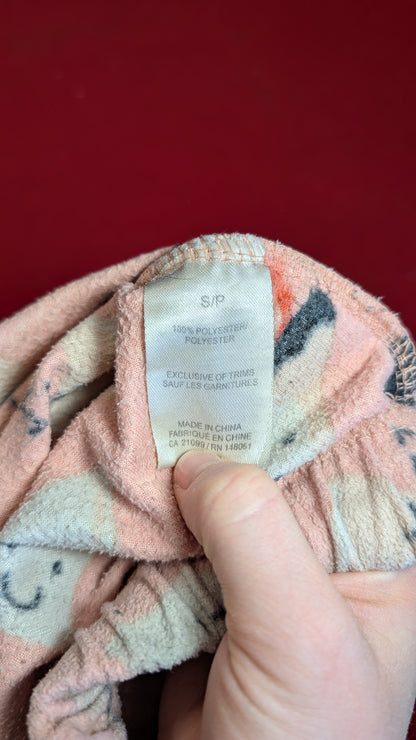 S/P
100% POLYESTER/
POLYESTER
EXCLUSIVE OF TRIMS
SAUF LES GARNITURES
MADE IN CHINA
FABRIQUÉ EN CHINE
CA 21099 / RN 148061